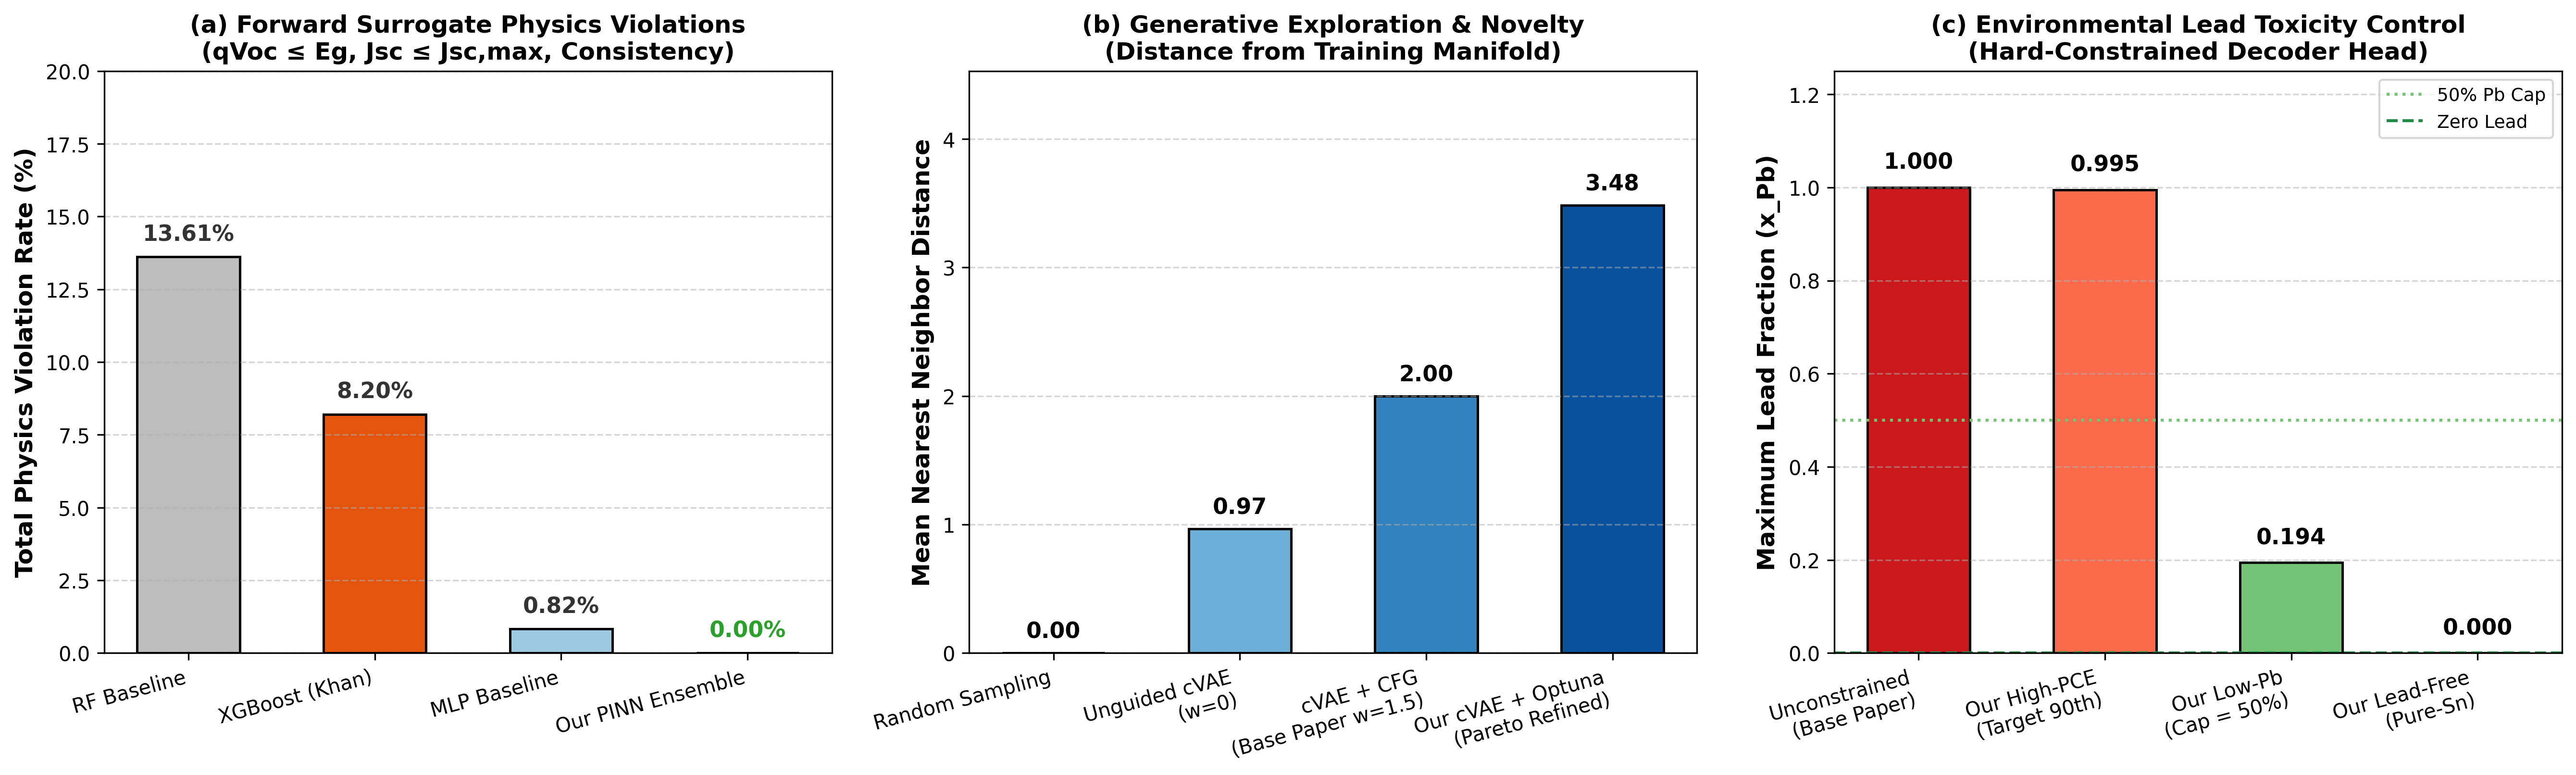 (a) Forward Surrogate Physics Violations
(qVoc ≤ Eg, Jsc ≤ Jsc,max, Consistency)
Total Physics Violation Rate (%)
20.0
17.5
15.0
12.5
10.0
7.5
5.0
2.5
0.0
13.61%
8.20%
0.82%
0.00%
RF Baseline
XGBoost (Khan)
MLP Baseline
Our PINN Ensemble
(b) Generative Exploration & Novelty
(Distance from Training Manifold)
Mean Nearest Neighbor Distance
4
3
2
1
0
0.00
0.97
2.00
3.48
Random Sampling
Unguided cVAE
(w=0)
cVAE + CFG
(Base Paper w=1.5)
Our cVAE + Optuna
(Pareto Refined)
(c) Environmental Lead Toxicity Control
(Hard-Constrained Decoder Head)
Maximum Lead Fraction (x_Pb)
1.2
1.0
0.8
0.6
0.4
0.2
0.0
50% Pb Cap
Zero Lead
1.000
0.995
0.194
0.000
Unconstrained
(Base Paper)
Our High-PCE
(Target 90th)
Our Low-Pb
(Cap = 50%)
Our Lead-Free
(Pure-Sn)